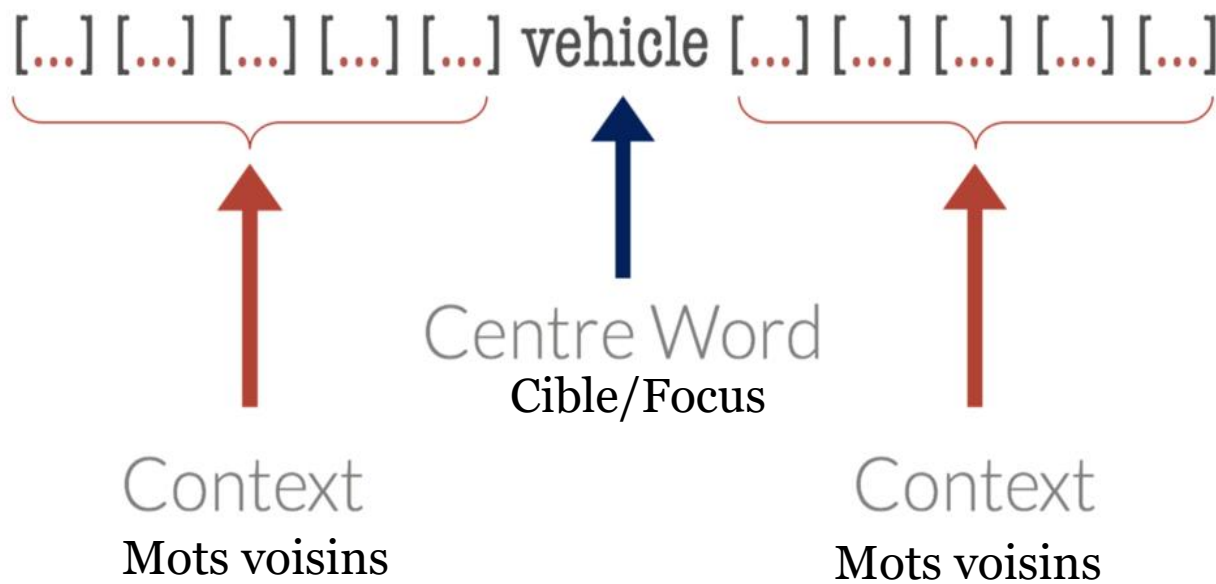 [...] [...] [...] [...] [...] vehicle [...] [...] [...] [...] [...]
Centre Word
Cible/Focus
Context
Mots voisins
Context
Mots voisins